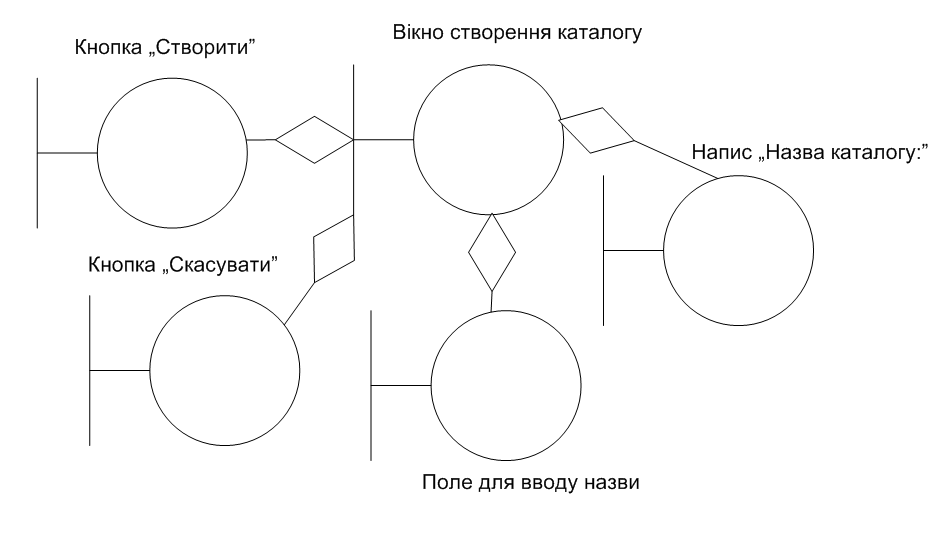 Вікно створення каталогу
Кнопка „Створити”
Напис „Назва каталогу:”
Кнопка „Скасувати”
Поле для вводу назви